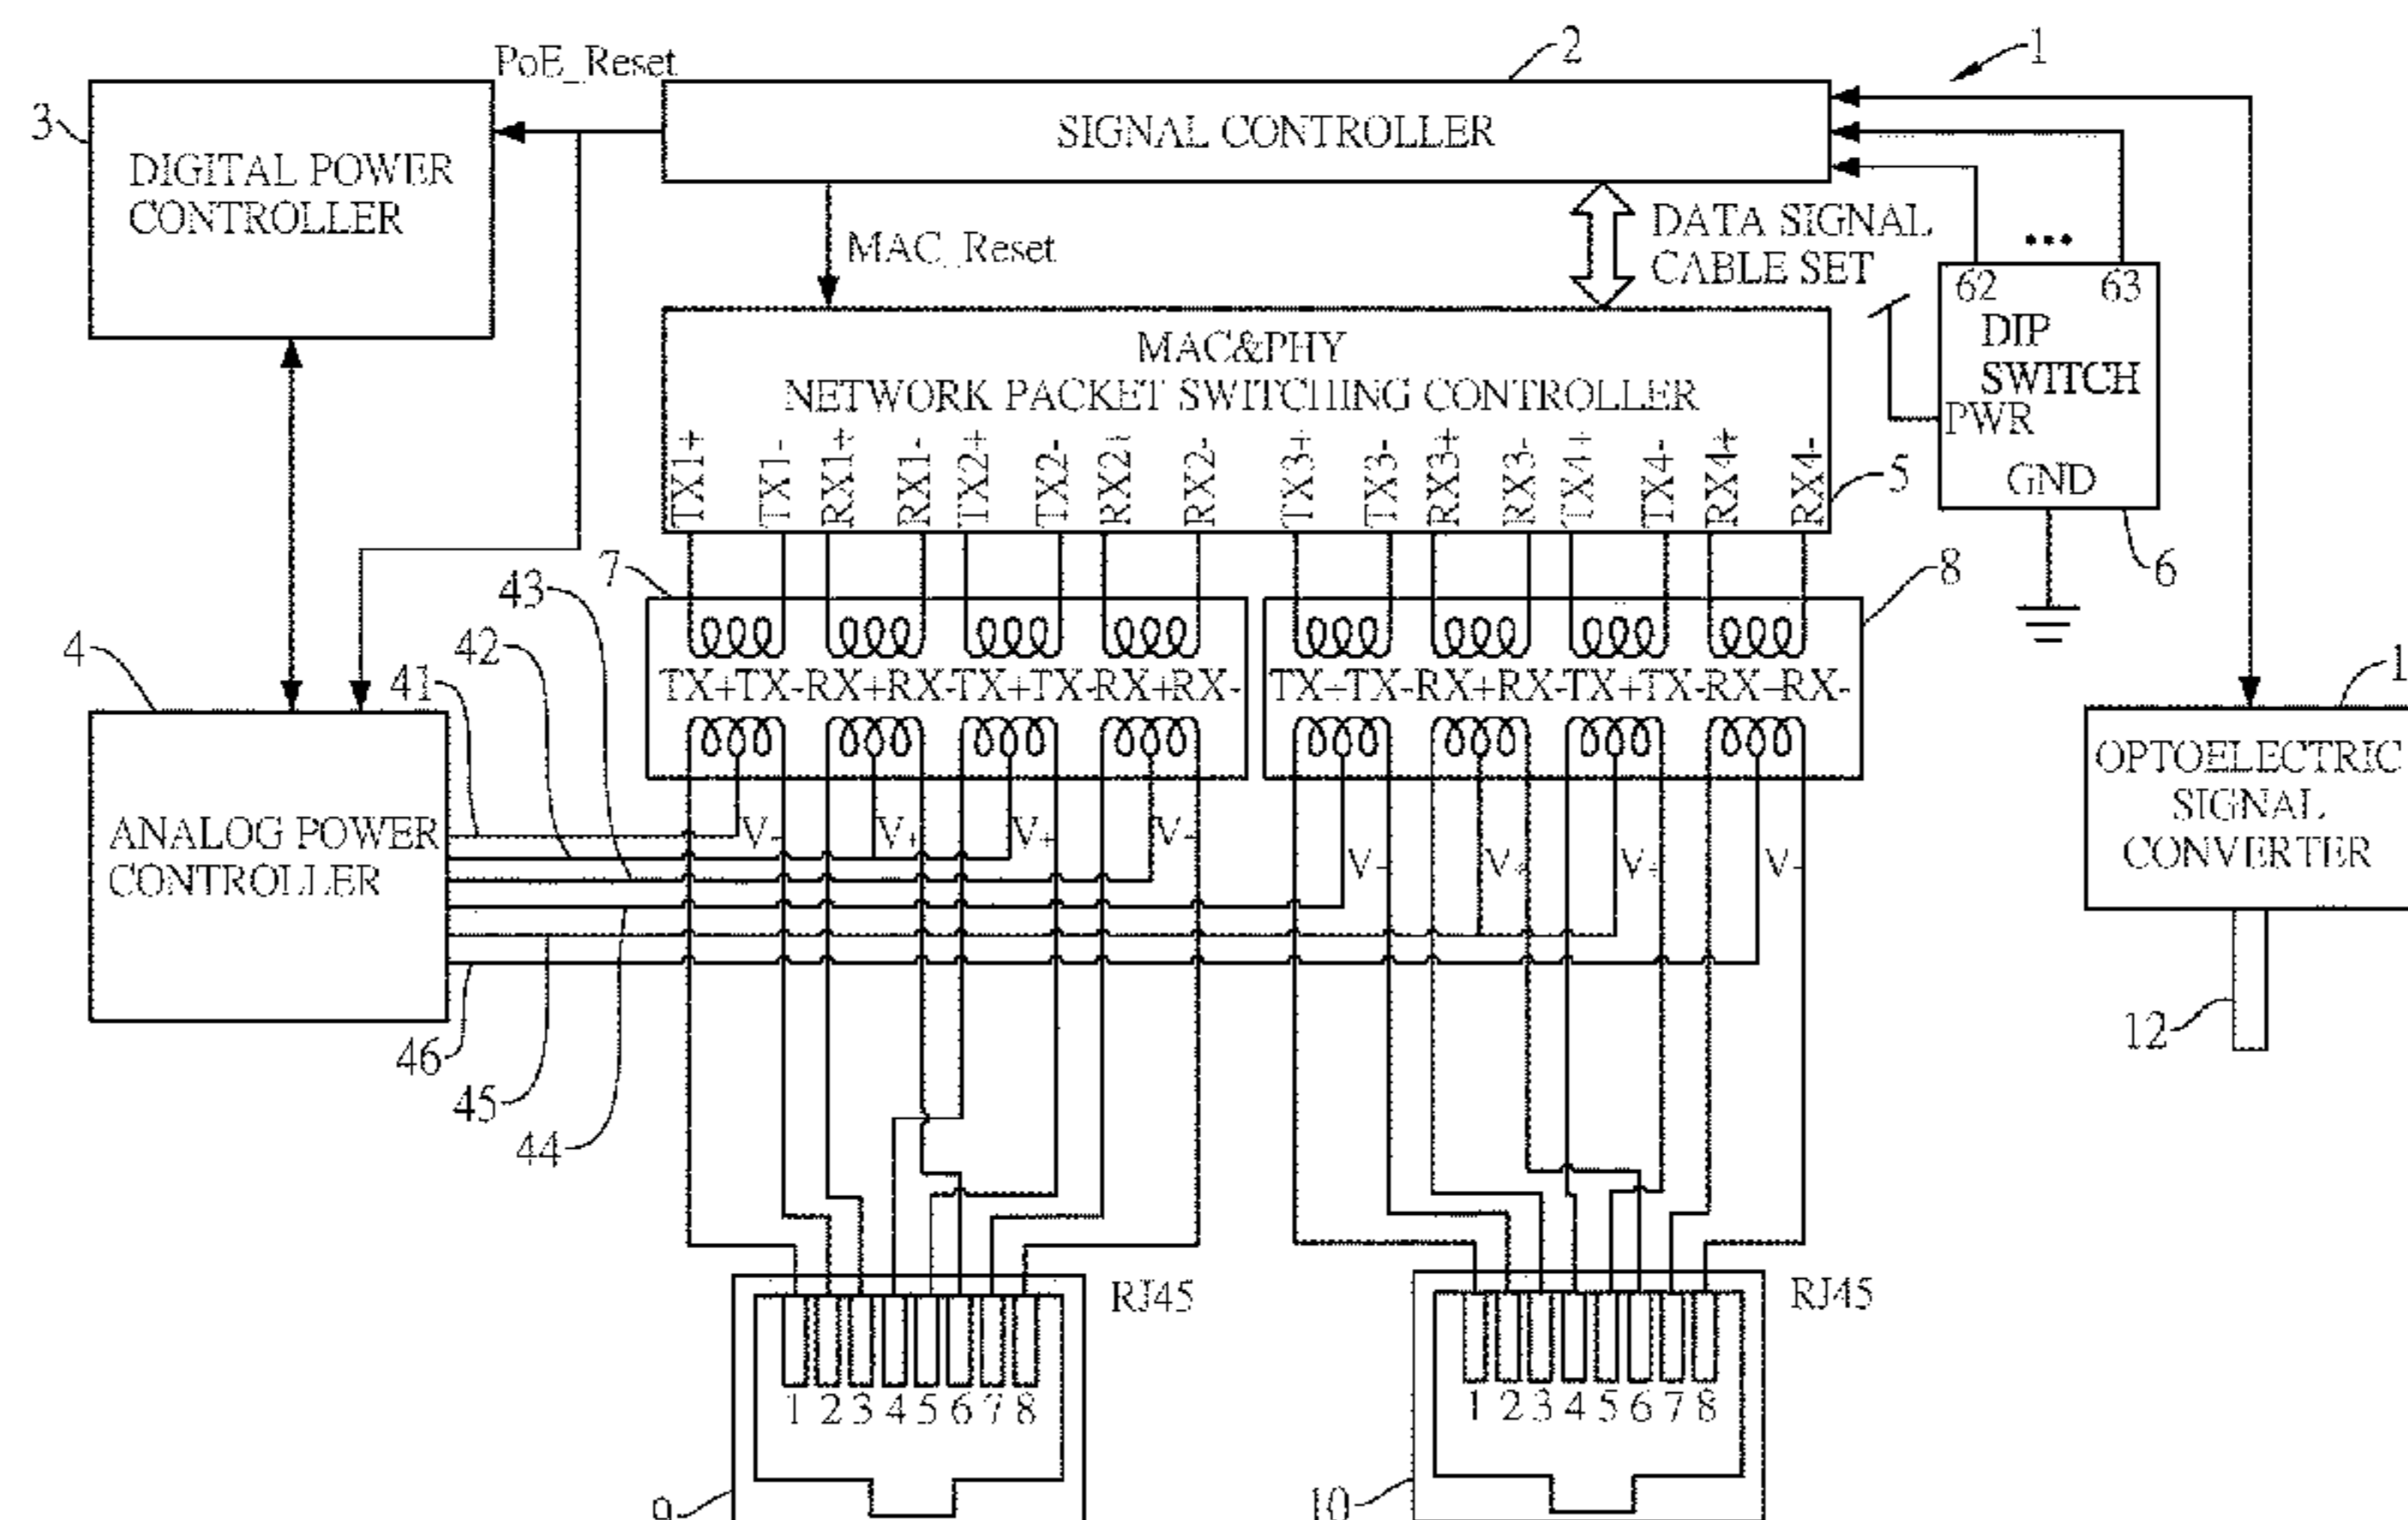 PoE_Reset
2
1
3
DIGITAL POWER
CONTROLLER
SIGNAL CONTROLLER
MAC_Reset
DATA SIGNAL
CABLE SET
62 ... 63
DIP
SWITCH
PWR
GND
6
MAC&PHY
NETWORK PACKET SWITCHING CONTROLLER
TX1+ TX1- RX1+ RX1- TX2+ TX2- RX2+ RX2- TX3+ TX3- RX3+ RX3- TX4+ TX4- RX4+ RX4-
5
7
8
43
42
41
4
TX+TX-RX+RX-TX+TX-RX+RX-
TX+TX-RX+RX-TX+TX-RX-RX-
1
OPTOELECTRIC
SIGNAL
CONVERTER
12
ANALOG POWER
CONTROLLER
V- V+ V+ V-
V- V+ V+ V-
46
45
44
RJ45
RJ45
1 2 3 4 5 6 7 8
1 2 3 4 5 6 7 8
9
10